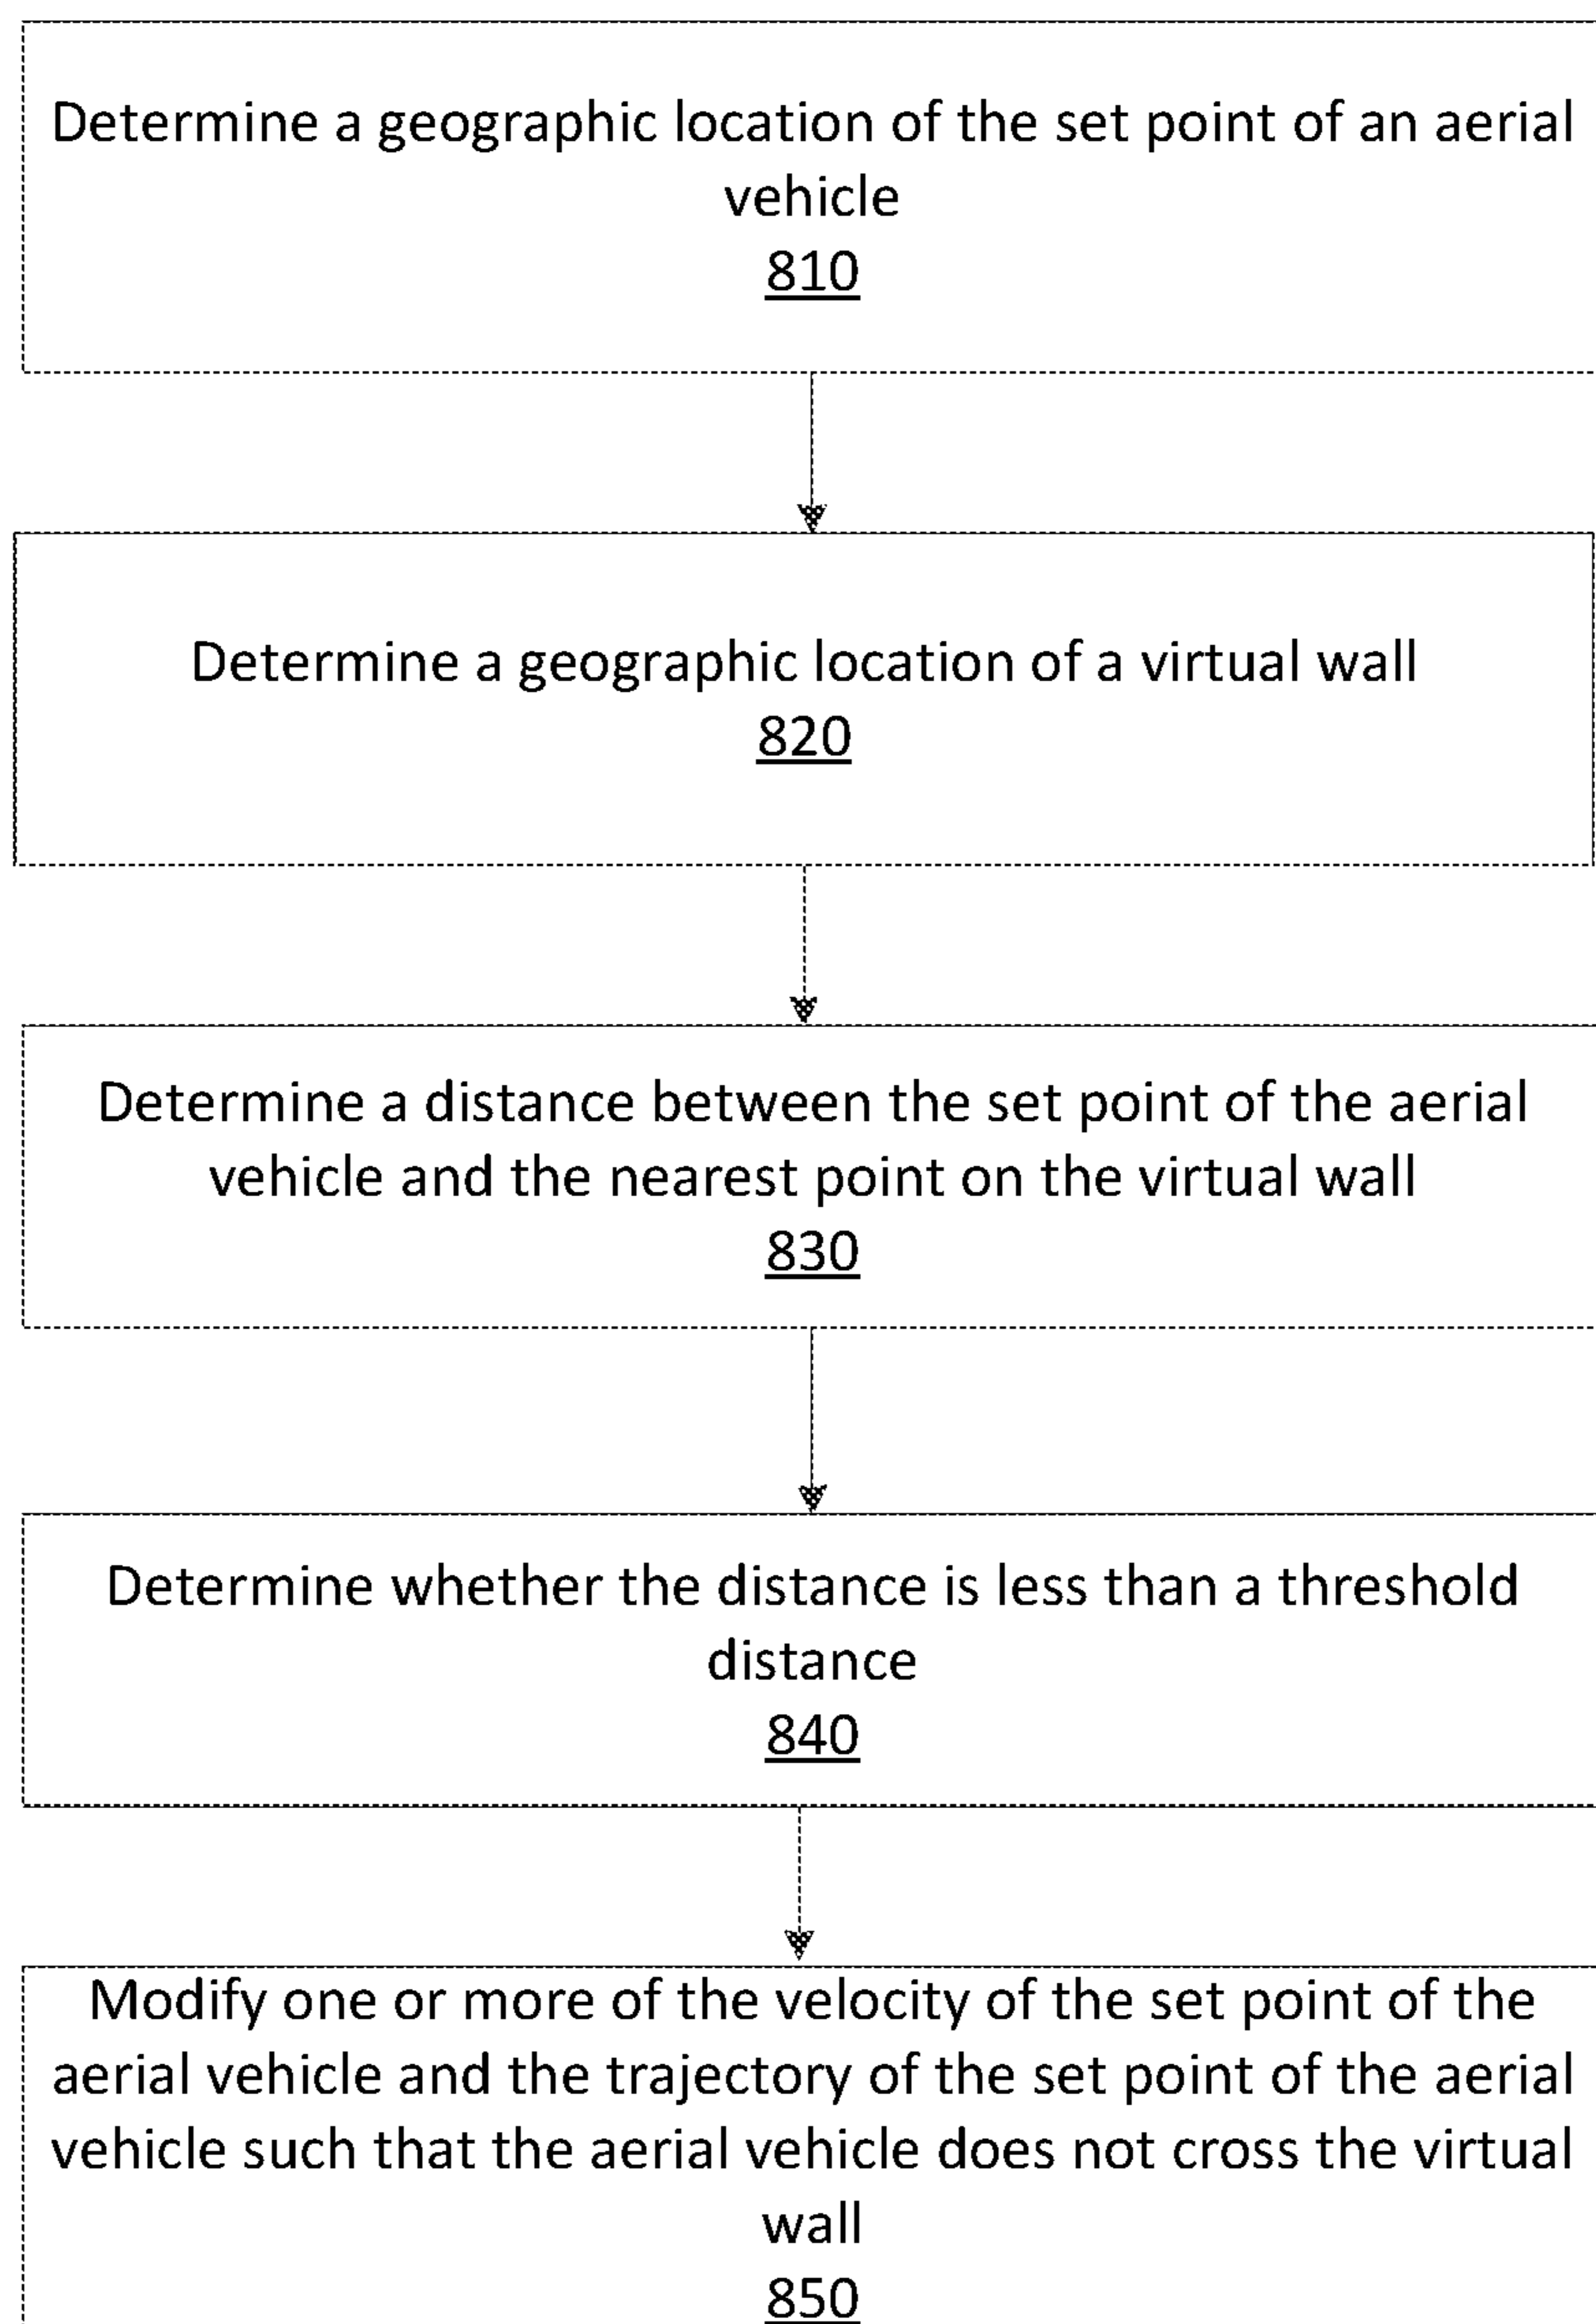 Determine a geographic location of the set point of an aerial
vehicle
810
Determine a geographic location of a virtual wall
820
Determine a distance between the set point of the aerial
vehicle and the nearest point on the virtual wall
830
Determine whether the distance is less than a threshold
distance
840
Modify one or more of the velocity of the set point of the
aerial vehicle and the trajectory of the set point of the aerial
vehicle such that the aerial vehicle does not cross the virtual
wall
850